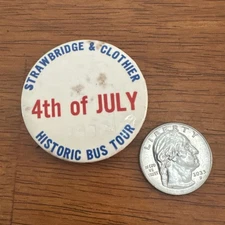 STRAWBRIDGE & CLOTHIER
4th of JULY
HISTORIC BUS TOUR
LIBERTY